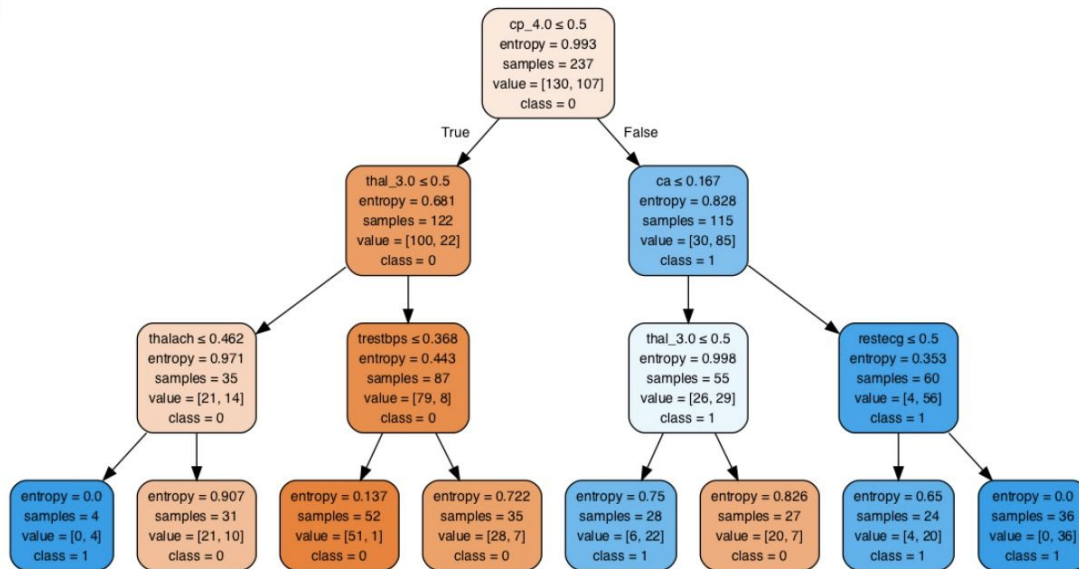 cp_4.0 ≤ 0.5
entropy = 0.993
samples = 237
value = [130, 107]
class = 0
True
False
thal_3.0 ≤ 0.5
entropy = 0.681
samples = 122
value = [100, 22]
class = 0
ca ≤ 0.167
entropy = 0.828
samples = 115
value = [30, 85]
class = 1
thalach ≤ 0.462
entropy = 0.971
samples = 35
value = [21, 14]
class = 0
trestbps ≤ 0.368
entropy = 0.443
samples = 87
value = [79, 8]
class = 0
thal_3.0 ≤ 0.5
entropy = 0.998
samples = 55
value = [26, 29]
class = 1
restecg ≤ 0.5
entropy = 0.353
samples = 60
value = [4, 56]
class = 1
entropy = 0.0
samples = 4
value = [0, 4]
class = 1
entropy = 0.907
samples = 31
value = [21, 10]
class = 0
entropy = 0.137
samples = 52
value = [51, 1]
class = 0
entropy = 0.722
samples = 35
value = [28, 7]
class = 0
entropy = 0.75
samples = 28
value = [6, 22]
class = 1
entropy = 0.826
samples = 27
value = [20, 7]
class = 0
entropy = 0.65
samples = 24
value = [4, 20]
class = 1
entropy = 0.0
samples = 36
value = [0, 36]
class = 1